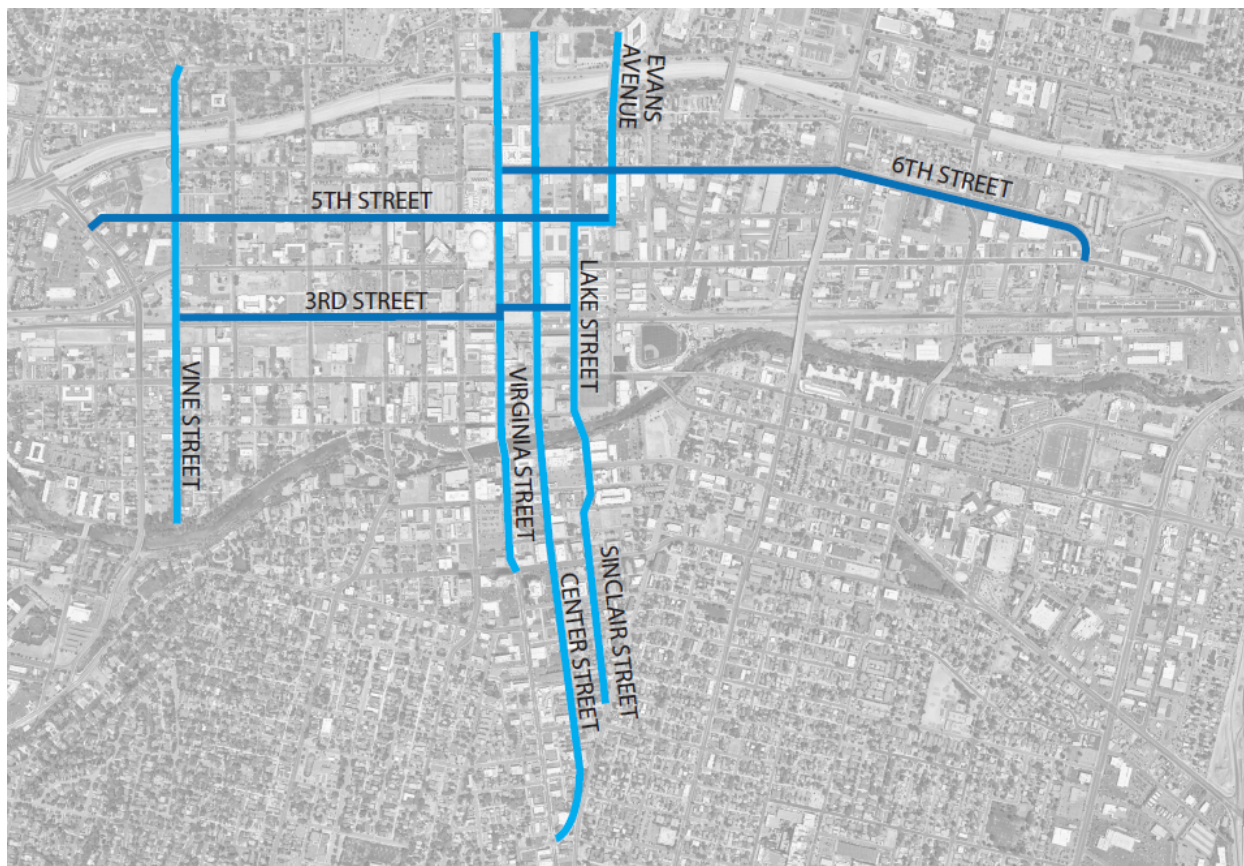 EVANS
AVENUE
6TH STREET
5TH STREET
3RD STREET
LAKE STREET
VINE STREET
VIRGINIA STREET
SINCLAIR STREET
CENTER STREET